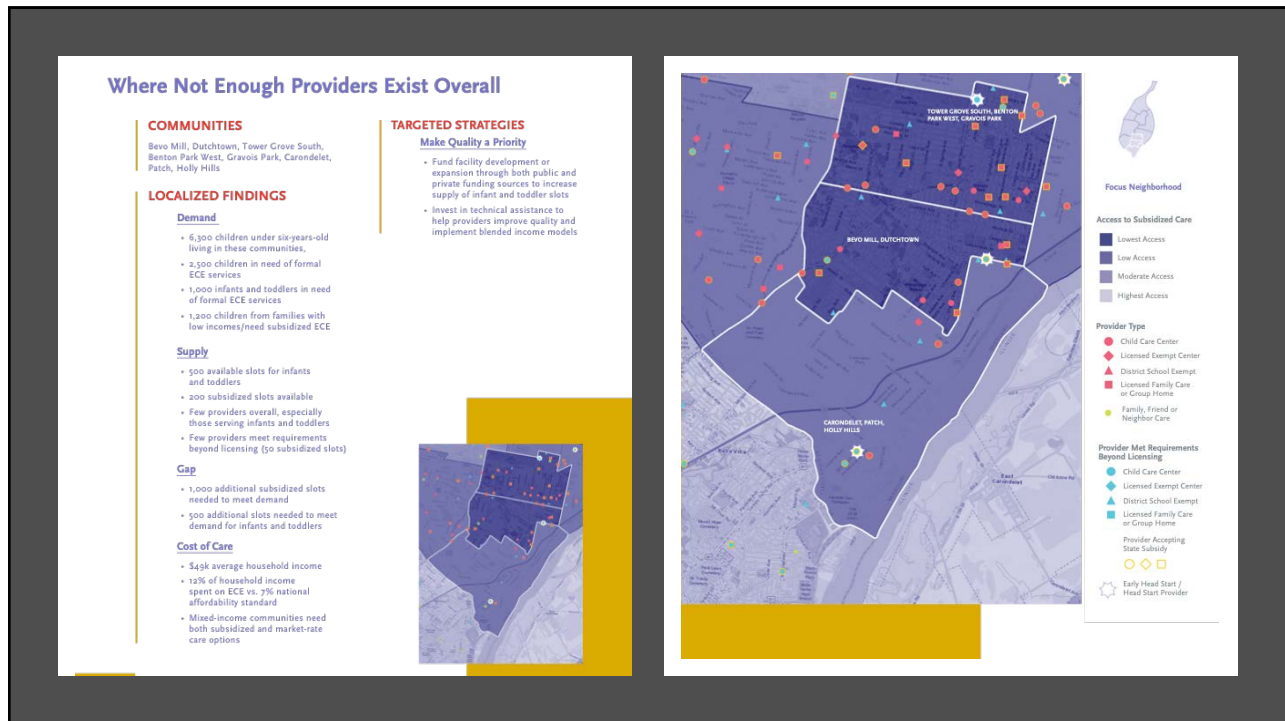 Where Not Enough Providers Exist Overall
COMMUNITIES
Bevo Mill, Dutchtown, Tower Grove South,
Benton Park West, Gravois Park, Carondelet,
Patch, Holly Hills
LOCALIZED FINDINGS
Demand
• 6,300 children under six-years-old
living in these communities,
• 2,500 children in need of formal
ECE services
• 1,000 infants and toddlers in need
of formal ECE services
• 1,200 children from families with
low incomes/need subsidized ECE
Supply
• 500 available slots for infants
and toddlers
• 200 subsidized slots available
• Few providers overall, especially
those serving infants and toddlers
• Few providers meet requirements
beyond licensing (50 subsidized slots)
Gap
• 1,000 additional subsidized slots
needed to meet demand
• 500 additional slots needed to meet
demand for infants and toddlers
Cost of Care
• $49k average household income
• 12% of household income
spent on ECE vs. 7% national
affordability standard
• Mixed-income communities need
both subsidized and market-rate
care options
TARGETED STRATEGIES
Make Quality a Priority
• Fund facility development or
expansion through both public and
private funding sources to increase
supply of infant and toddler slots
• Invest in technical assistance to
help providers improve quality and
implement blended income models
TOWER GROVE SOUTH, BENTON
PARK WEST, GRAVOIS PARK
BEVO MILL, DUTCHTOWN
CARONDELET, PATCH,
HOLLY HILLS
East
Carondelet
Focus Neighborhood
Access to Subsidized Care
Lowest Access
Low Access
Moderate Access
Highest Access
Provider Type
Child Care Center
Licensed Exempt Center
District School Exempt
Licensed Family Care
or Group Home
Family, Friend or
Neighbor Care
Provider Met Requirements
Beyond Licensing
Child Care Center
Licensed Exempt Center
District School Exempt
Licensed Family Care
or Group Home
Provider Accepting
State Subsidy
Early Head Start /
Head Start Provider